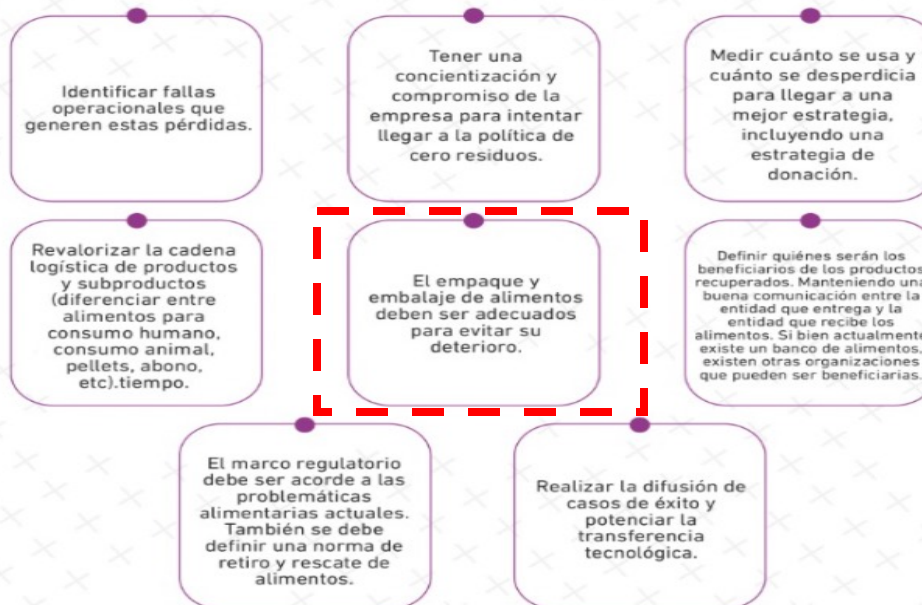 Identificar fallas
operacionales que
generen estas pérdidas.
Tener una
concientización y
compromiso de la
empresa para intentar
llegar a la política de
cero residuos.
Medir cuánto se usa y
cuánto se desperdicia
para llegar a una
mejor estrategia,
incluyendo una
estrategia de
donación.
Revalorizar la cadena
logística de productos
y subproductos
(diferenciar entre
alimentos para
consumo humano,
consumo animal,
pellets, abono,
etc).tiempo.
El empaque y
embalaje de alimentos
deben ser adecuados
para evitar su
deterioro.
Definir quiénes serán los
beneficiarios de los productos
recuperados. Manteniendo una
buena comunicación entre la
entidad que entrega y la
entidad que recibe los
alimentos. Si bien actualmente
existe un banco de alimentos,
existen otras organizaciones
que pueden ser beneficiarias.
El marco regulatorio
debe ser acorde a las
problemáticas
alimentarias actuales.
También se debe
definir una norma de
retiro y rescate de
alimentos.
Realizar la difusión de
casos de éxito y
potenciar la
transferencia
tecnológica.